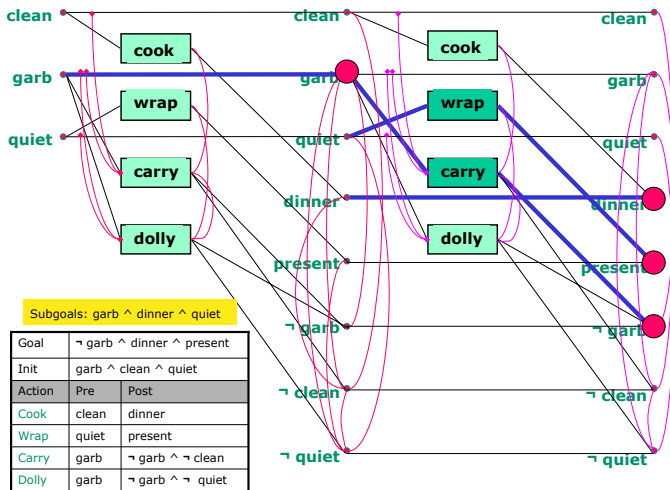 clean
cook
garb
wrap
quiet
carry
dolly
clean
cook
garb
wrap
quiet
carry
dinner
dolly
present
¬ garb
¬ clean
¬ quiet
clean
garb
quiet
dinner
present
¬ garb
¬ clean
¬ quiet
Subgoals: garb ^ dinner ^ quiet
Goal ¬ garb ^ dinner ^ present
Init garb ^ clean ^ quiet
Action Pre Post
Cook clean dinner
Wrap quiet present
Carry garb ¬ garb ^ ¬ clean
Dolly garb ¬ garb ^ ¬ quiet